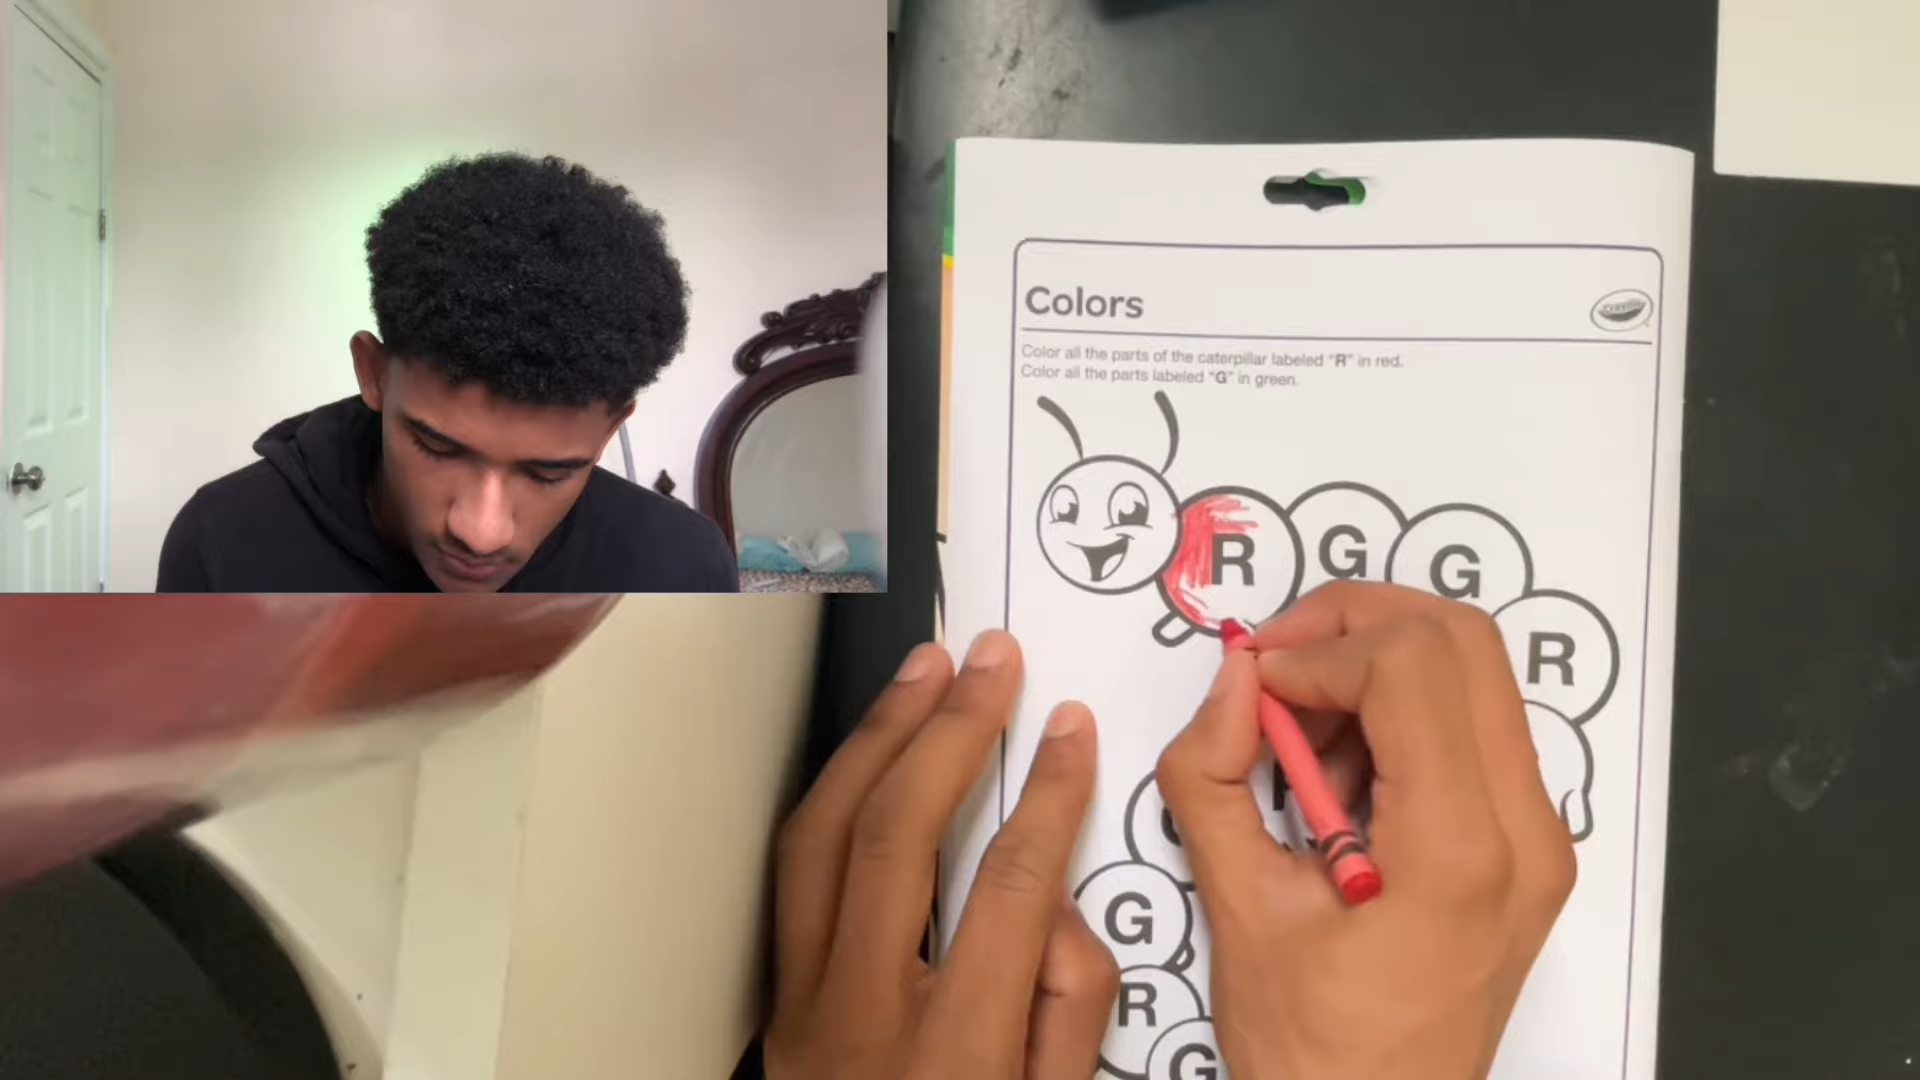 Colors
Color all the parts of the caterpillar labeled "R" in red.
Color all the parts labeled "G" in green.
R
G
G
R
G
R
G